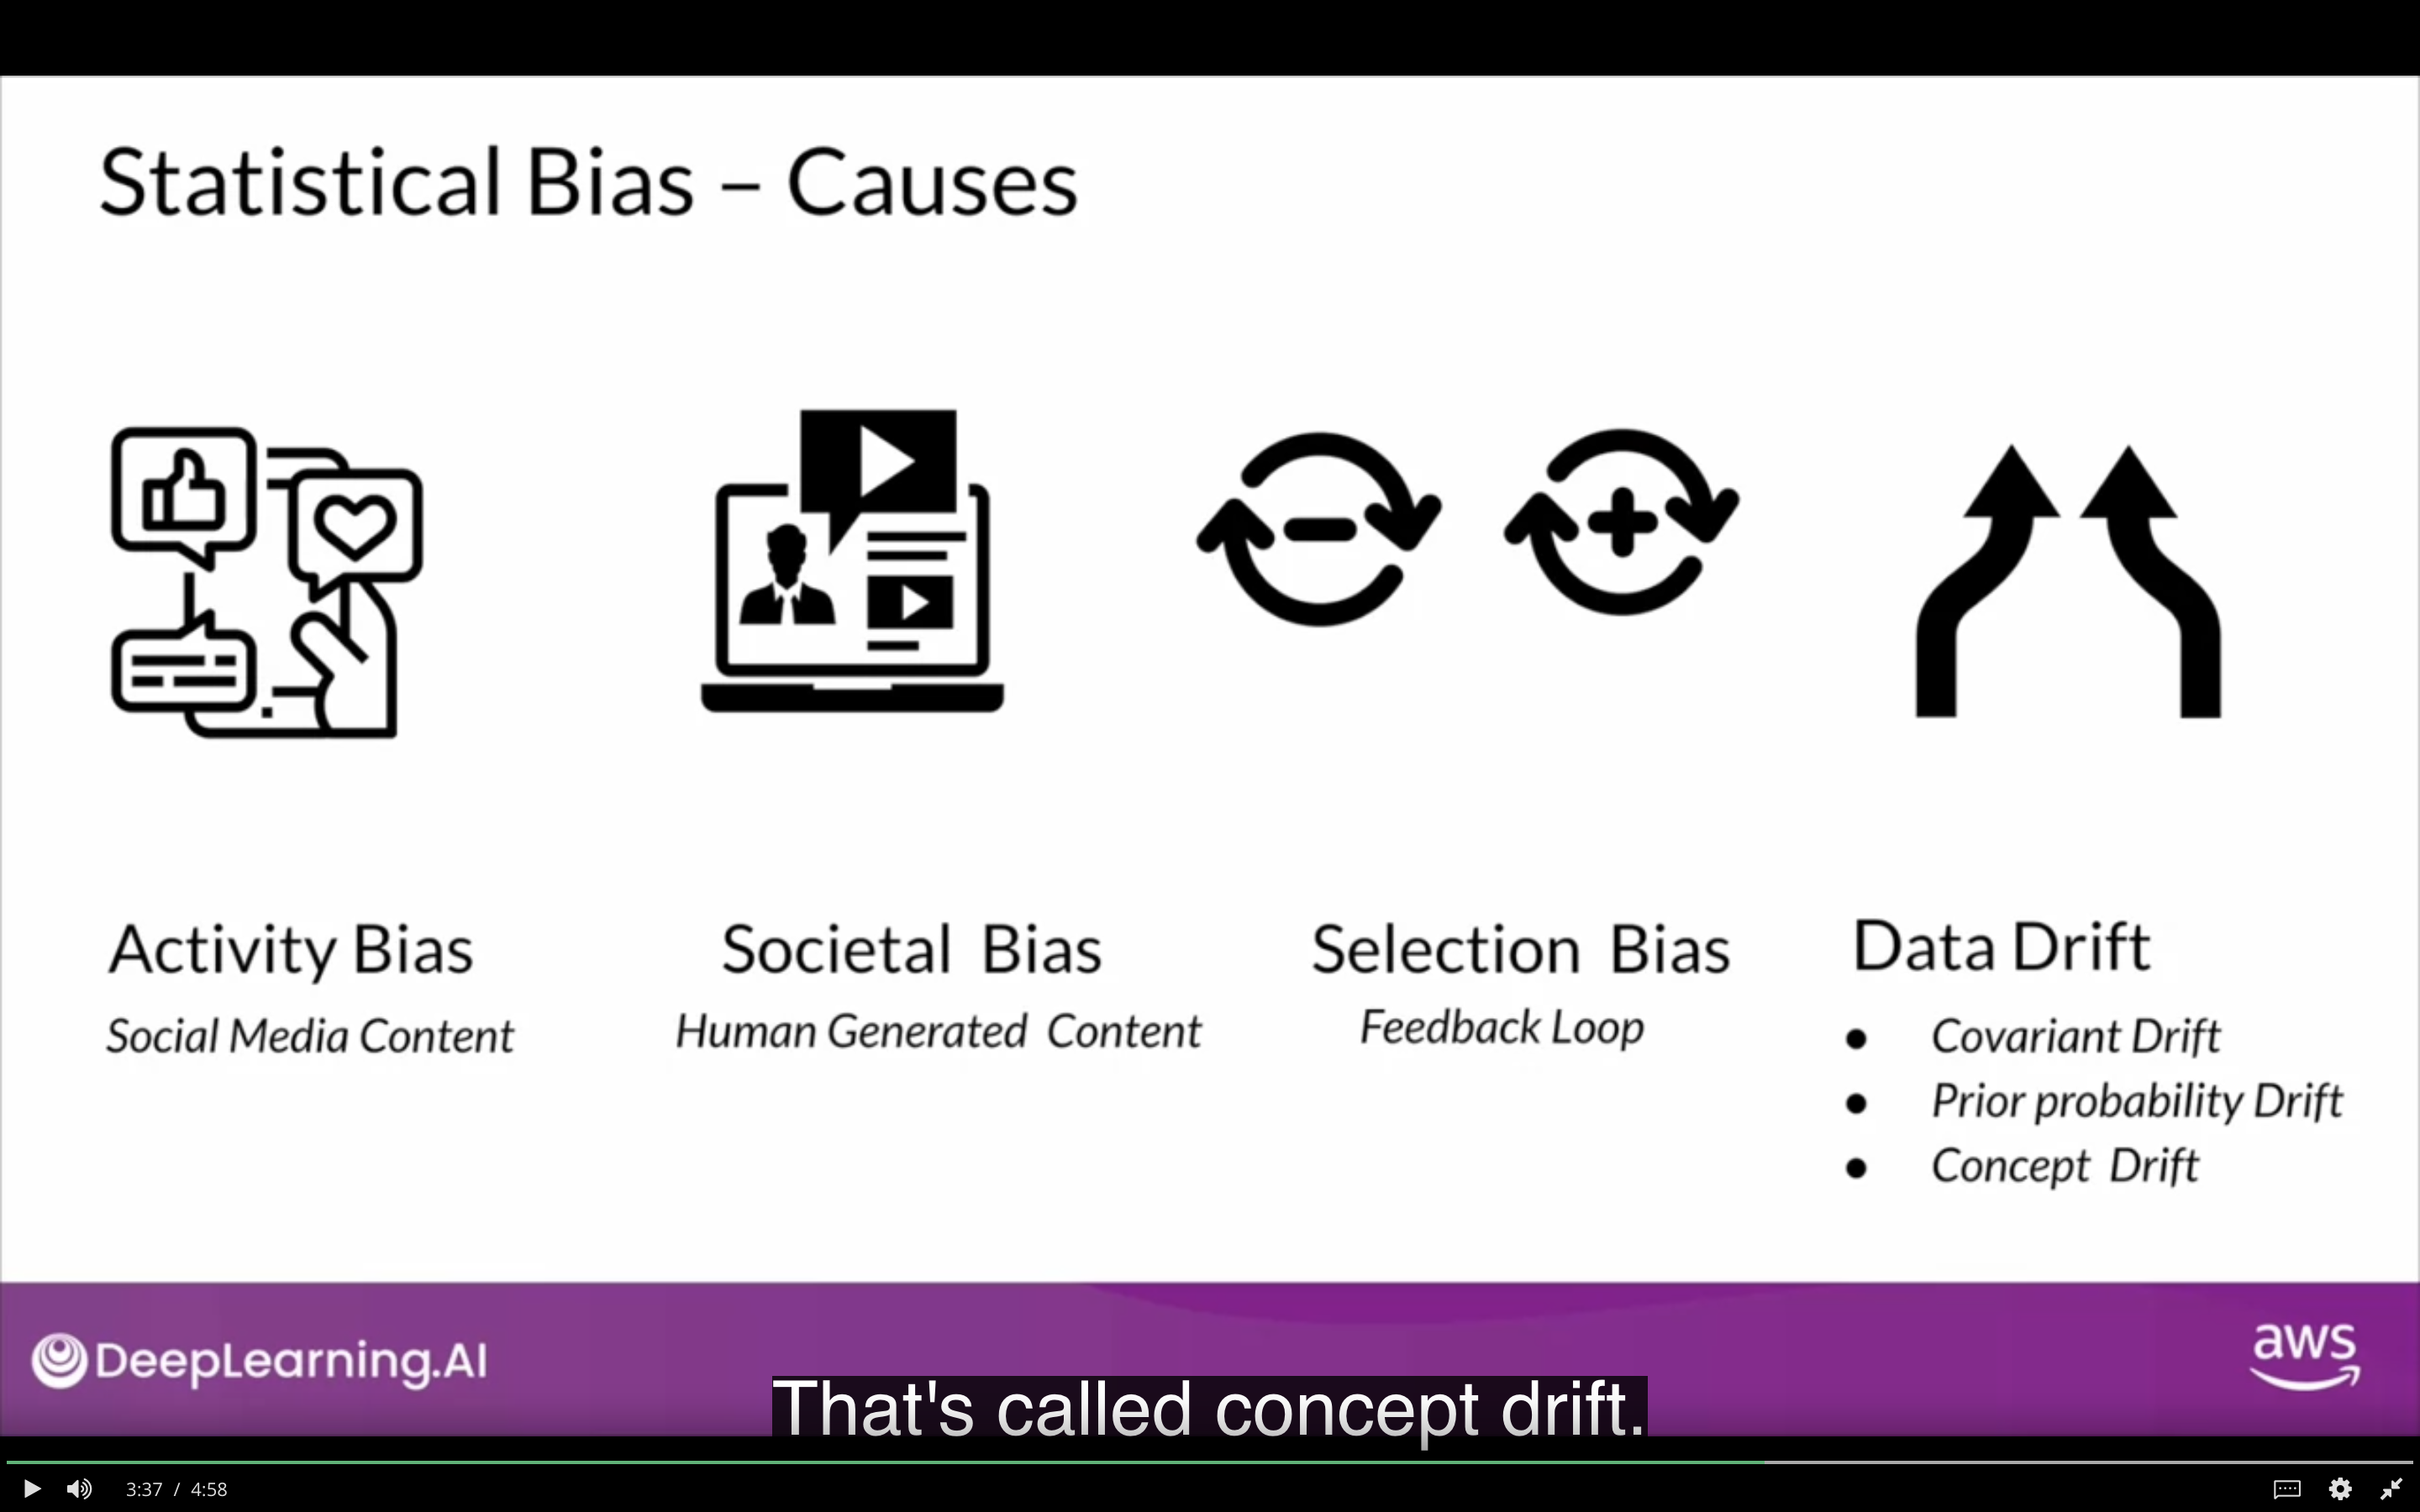 Statistical Bias – Causes
Activity Bias
Social Media Content
Societal Bias
Human Generated Content
Selection Bias
Feedback Loop
Data Drift
● Covariant Drift
● Prior probability Drift
● Concept Drift
DeepLearning.AI
aws
That's called concept drift.
3:37 / 4:58